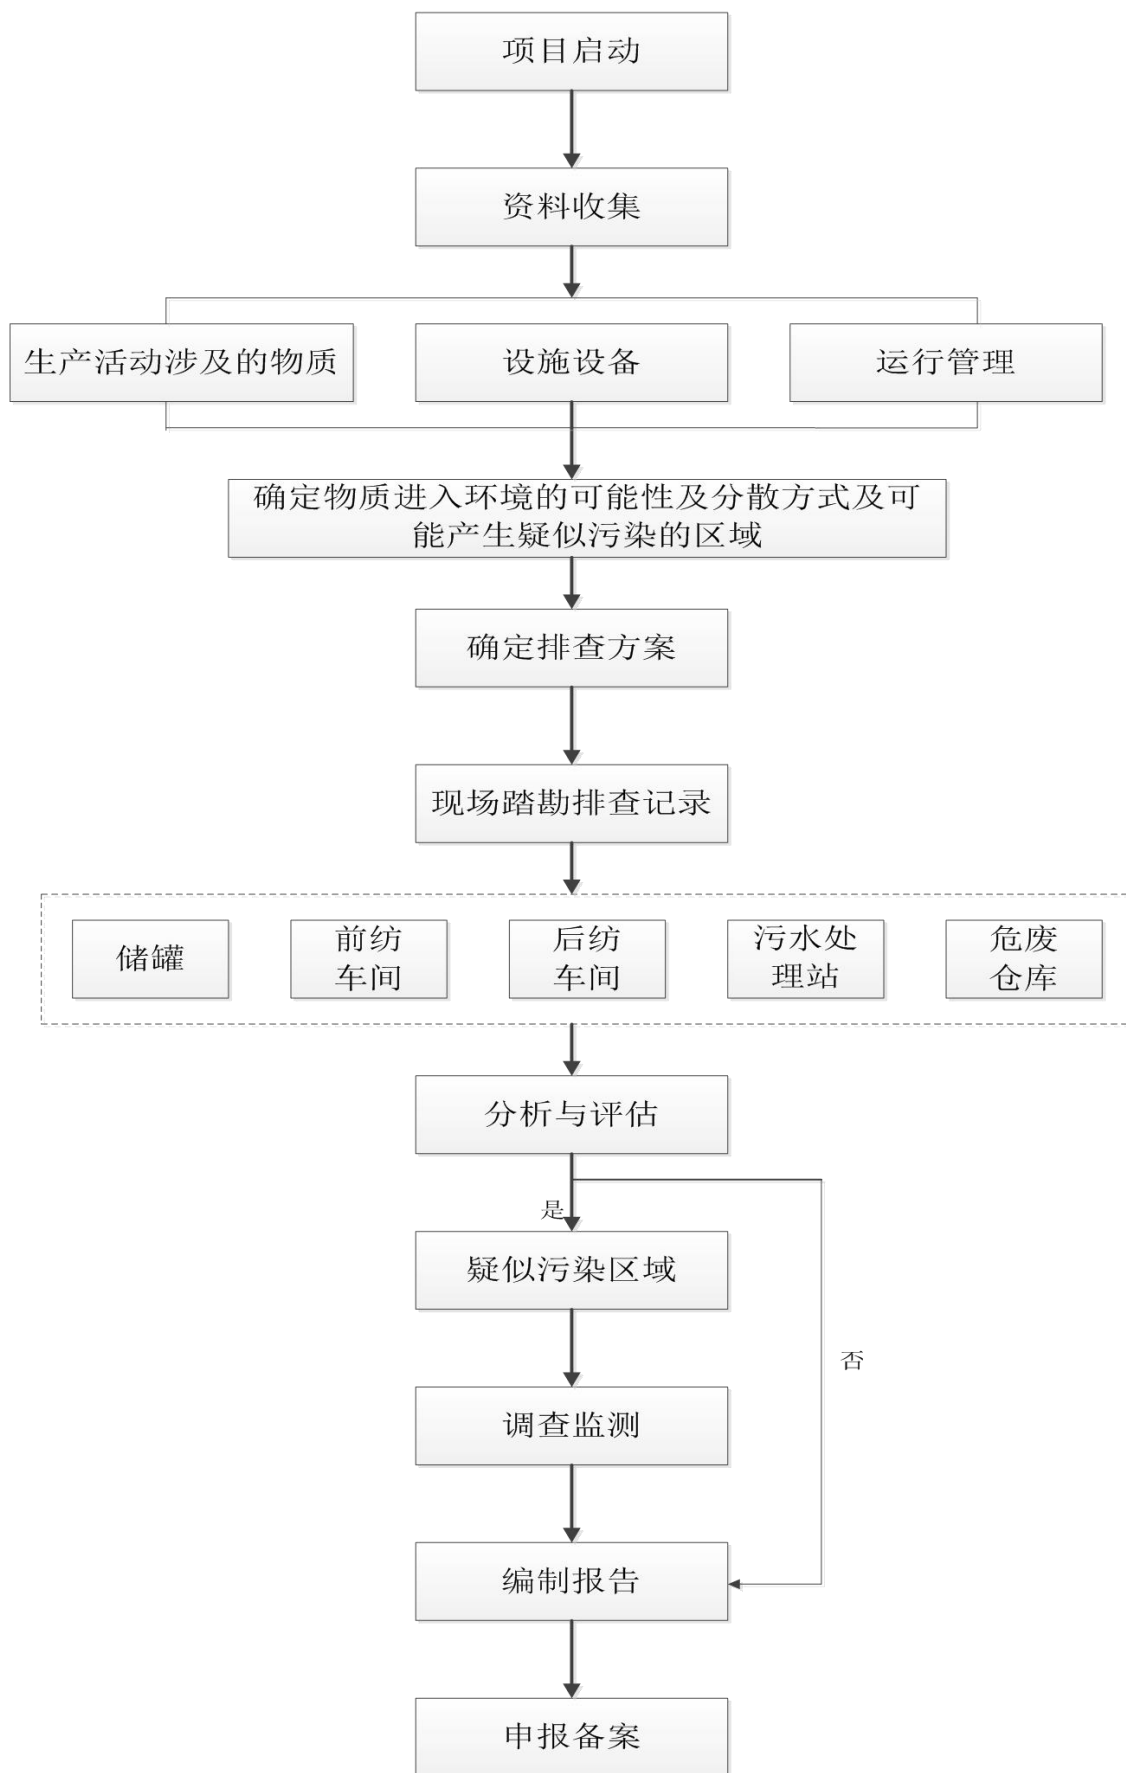 项目启动
资料收集
生产活动涉及的物质
设施设备
运行管理
确定物质进入环境的可能性及分散方式及可
能产生疑似污染的区域
确定排查方案
现场踏勘排查记录
储罐
前纺
车间
后纺
车间
污水处
理站
危废
仓库
分析与评估
是
疑似污染区域
否
调查监测
编制报告
申报备案